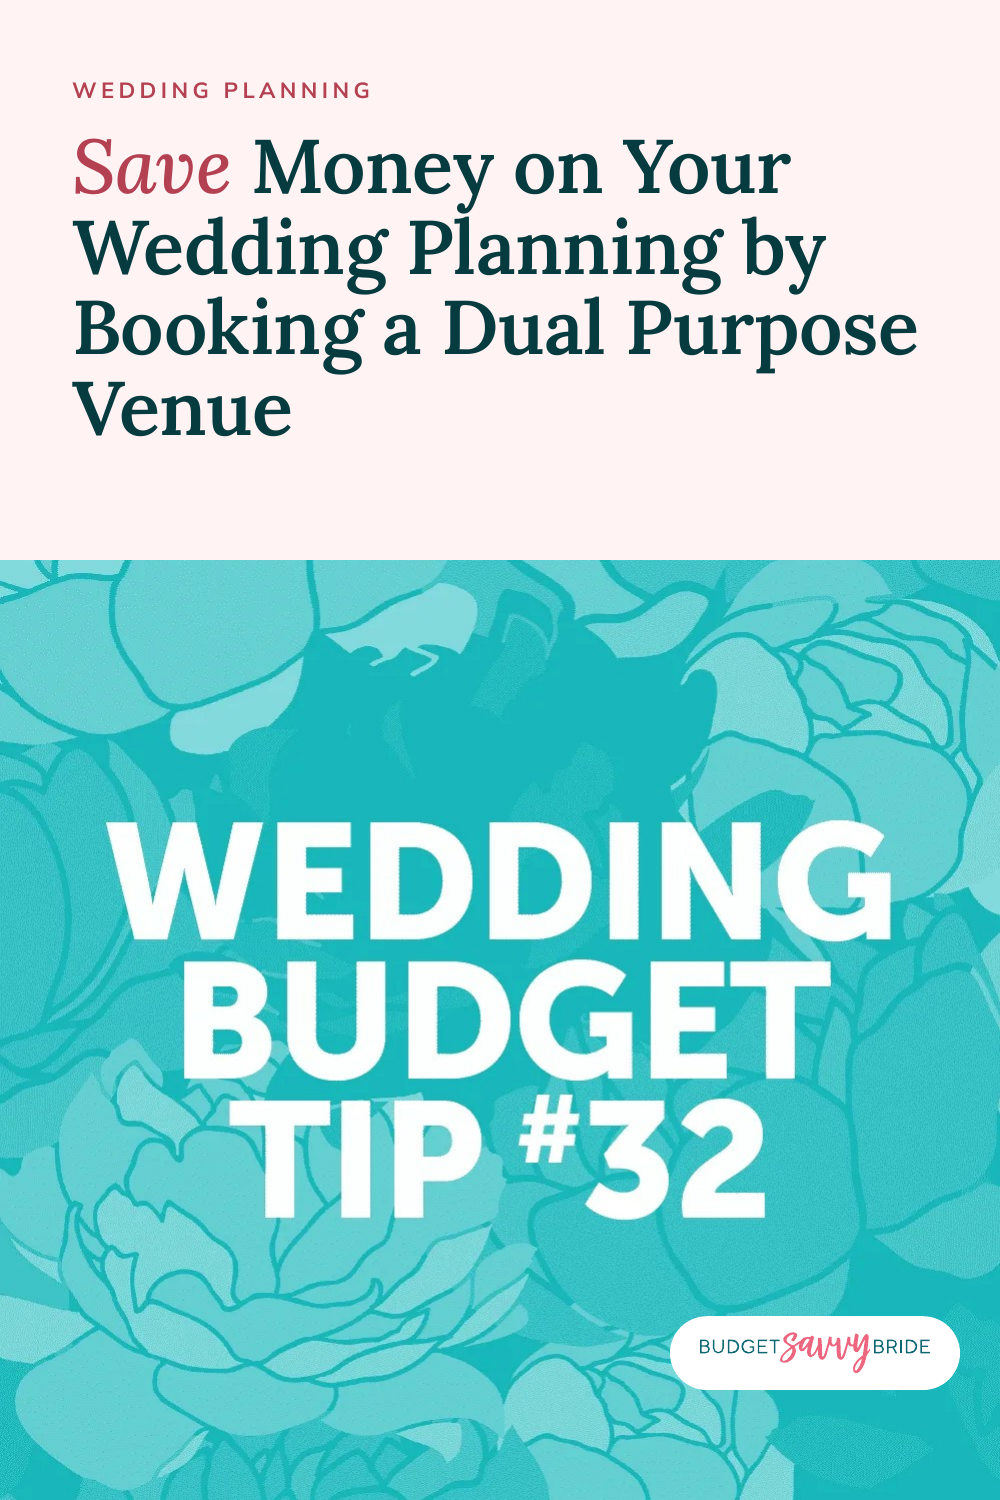 WEDDING PLANNING
Save Money on Your
Wedding Planning by
Booking a Dual Purpose
Venue
WEDDING
BUDGET
TIP #32
BUDGET savvy BRIDE